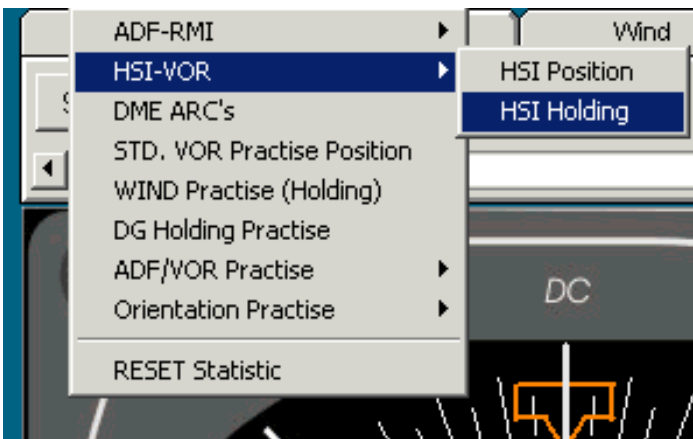 ADF-RMI
Wind
HSI-VOR
HSI Position
DME ARC's
HSI Holding
STD. VOR Practise Position
WIND Practise (Holding)
DG Holding Practise
ADF/VOR Practise
Orientation Practise
RESET Statistic
DC